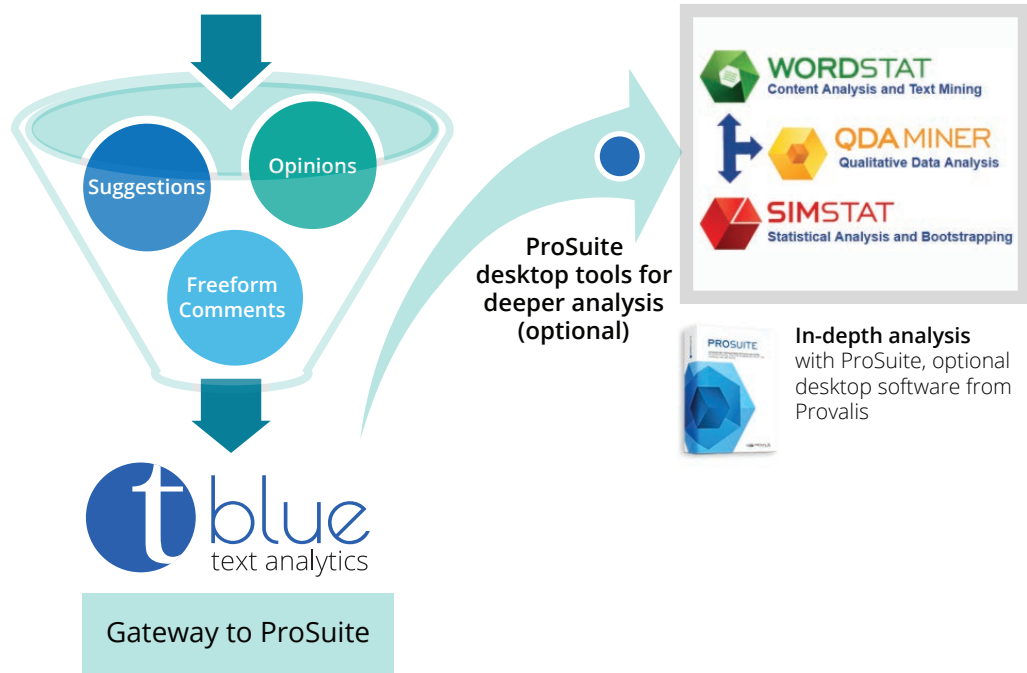 Suggestions
Opinions
Freeform
Comments
t blue
text analytics
Gateway to ProSuite
ProSuite
desktop tools for
deeper analysis
(optional)
WORDSTAT
Content Analysis and Text Mining
QDA MINER
Qualitative Data Analysis
SIMSTAT
Statistical Analysis and Bootstrapping
PROSUITE
In-depth analysis
with ProSuite, optional
desktop software from
Provalis